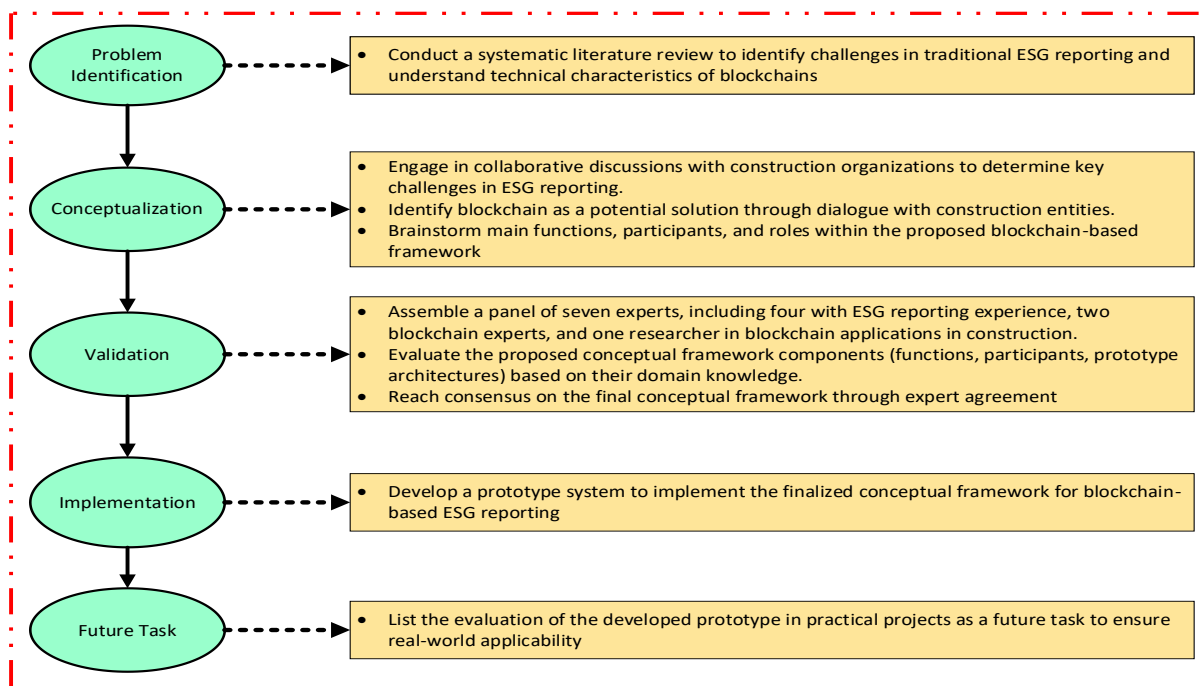 Problem
Identification
• Conduct a systematic literature review to identify challenges in traditional ESG reporting and
understand technical characteristics of blockchains
Conceptualization
• Engage in collaborative discussions with construction organizations to determine key
challenges in ESG reporting.
• Identify blockchain as a potential solution through dialogue with construction entities.
• Brainstorm main functions, participants, and roles within the proposed blockchain-based
framework
Validation
• Assemble a panel of seven experts, including four with ESG reporting experience, two
blockchain experts, and one researcher in blockchain applications in construction.
• Evaluate the proposed conceptual framework components (functions, participants, prototype
architectures) based on their domain knowledge.
• Reach consensus on the final conceptual framework through expert agreement
Implementation
• Develop a prototype system to implement the finalized conceptual framework for blockchain-
based ESG reporting
Future Task
• List the evaluation of the developed prototype in practical projects as a future task to ensure
real-world applicability